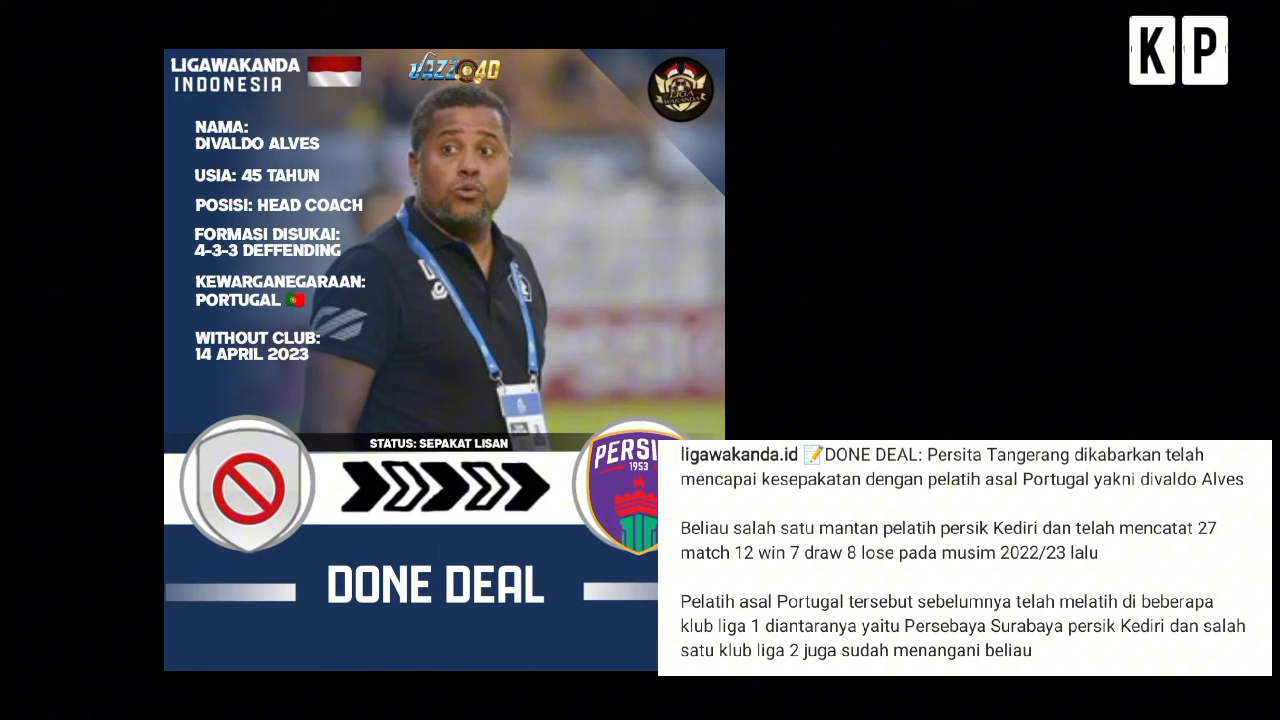 K P
LIGAWAKANDA
INDONESIA
JAZZ 4D
LIGA
WAKANDA
NAMA:
DIVALDO ALVES
USIA: 45 TAHUN
POSISI: HEAD COACH
FORMASI DISUKAI:
4-3-3 DEFFENDING
KEWARGANEGARAAN:
PORTUGAL 🇵🇹
WITHOUT CLUB:
14 APRIL 2023
STATUS: SEPAKAT LISAN
PERSI
1953
DONE DEAL
ligawakanda.id 📝DONE DEAL: Persita Tangerang dikabarkan telah
mencapai kesepakatan dengan pelatih asal Portugal yakni divaldo Alves
Beliau salah satu mantan pelatih persik Kediri dan telah mencatat 27
match 12 win 7 draw 8 lose pada musim 2022/23 lalu
Pelatih asal Portugal tersebut sebelumnya telah melatih di beberapa
klub liga 1 diantaranya yaitu Persebaya Surabaya persik Kediri dan salah
satu klub liga 2 juga sudah menangani beliau